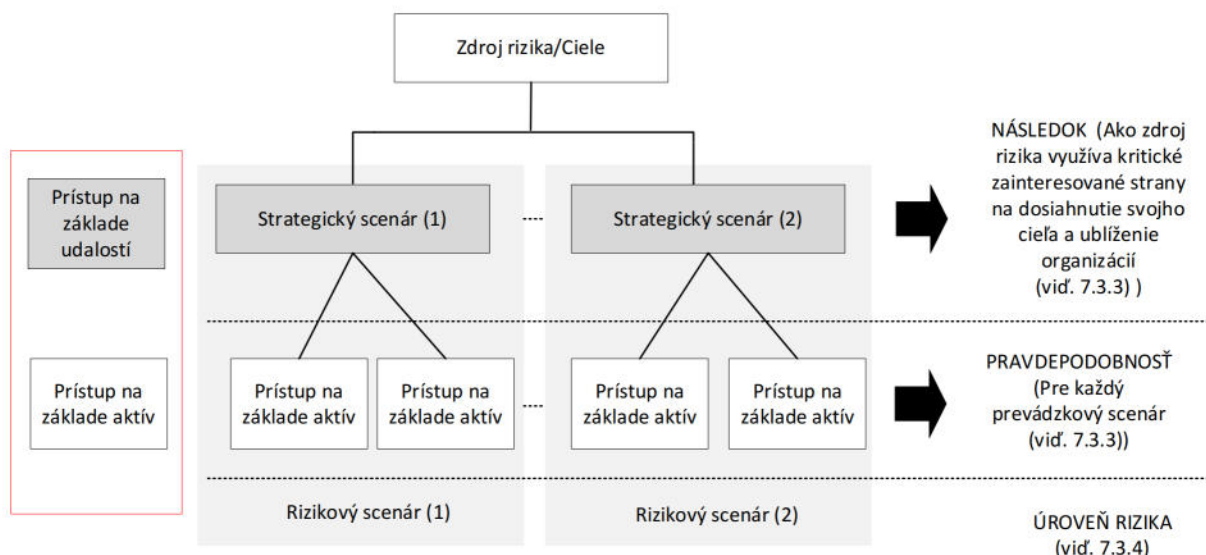 Zdroj rizika/Ciele
Prístup na
základe
udalostí
Strategický scenár (1)
Strategický scenár (2)
NÁSLEDOK (Ako zdroj
rizika využíva kritické
zainteresované strany
na dosiahnutie svojho
cieľa a ublíženie
organizácií
(viď. 7.3.3) )
Prístup na
základe aktív
Prístup na
základe aktív
Prístup na
základe aktív
Prístup na
základe aktív
Prístup na
základe aktív
PRAVDEPODOBNOSŤ
(Pre každý
prevádzkový scenár
(viď. 7.3.3))
Rizikový scenár (1)
Rizikový scenár (2)
ÚROVEŇ RIZIKA
(viď. 7.3.4)